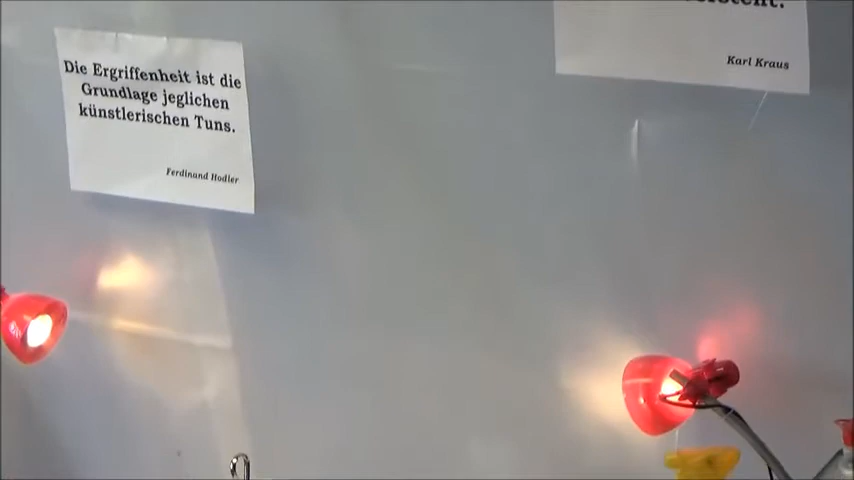 Die Ergriffenheit ist die
Grundlage jeglichen
künstlerischen Tuns.
Ferdinand Hodler
Karl Kraus